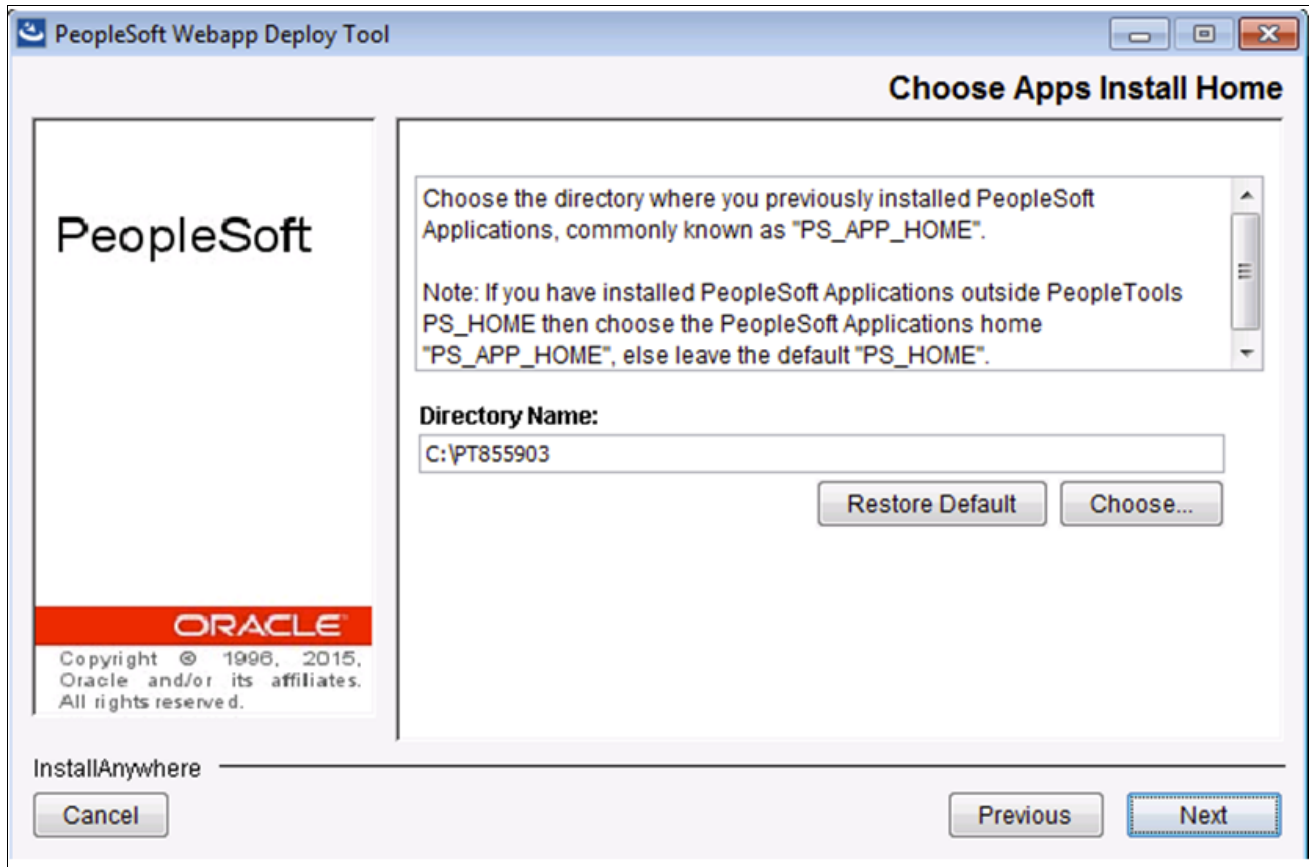 PeopleSoft Webapp Deploy Tool
Choose Apps Install Home
PeopleSoft
ORACLE
Copyright © 1996, 2015,
Oracle and/or its affiliates.
All rights reserved.
Choose the directory where you previously installed PeopleSoft
Applications, commonly known as "PS_APP_HOME".
Note: If you have installed PeopleSoft Applications outside PeopleTools
PS_HOME then choose the PeopleSoft Applications home
"PS_APP_HOME", else leave the default "PS_HOME".
Directory Name:
C:\PT855903
Restore Default
Choose...
InstallAnywhere
Cancel
Previous
Next